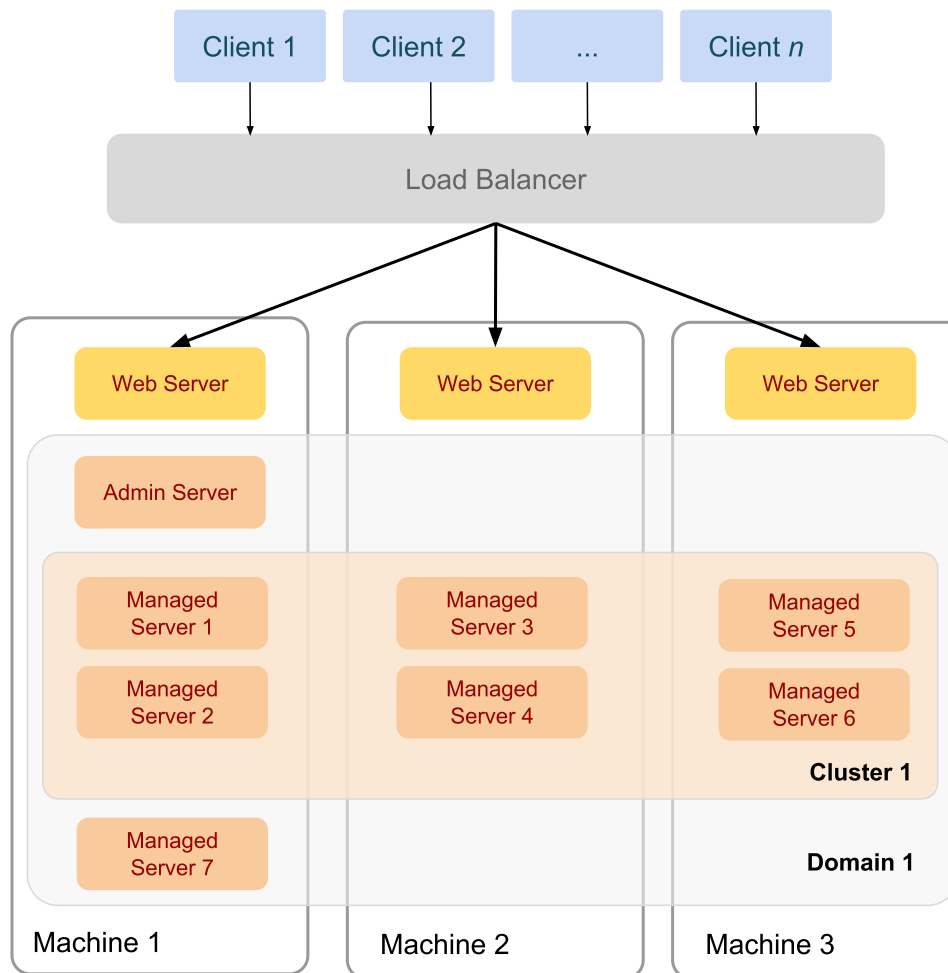 Client 1
Client 2
...
Client n
Load Balancer
Web Server
Web Server
Web Server
Admin Server
Managed
Server 1
Managed
Server 3
Managed
Server 5
Managed
Server 2
Managed
Server 4
Managed
Server 6
Cluster 1
Managed
Server 7
Domain 1
Machine 1
Machine 2
Machine 3